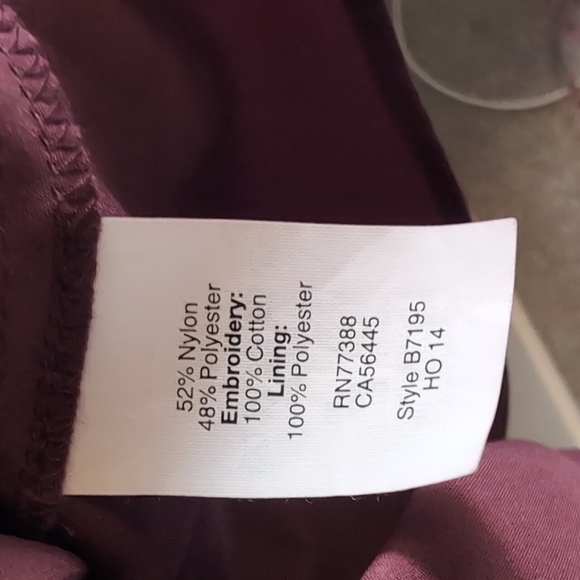 52% Nylon
48% Polyester
Embroidery:
100% Cotton
Lining:
100% Polyester
RN77388
CA56445
Style B7195
HO 14